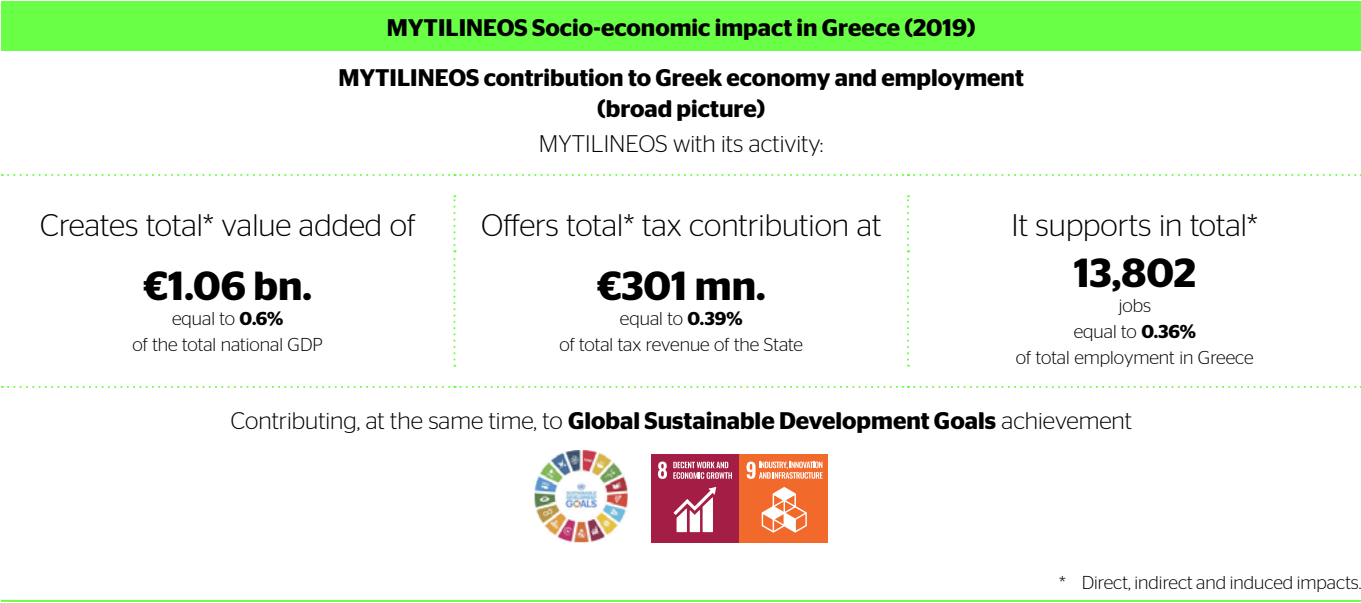 MYTILINEOS Socio-economic impact in Greece (2019)
MYTILINEOS contribution to Greek economy and employment
(broad picture)
MYTILINEOS with its activity:
Creates total* value added of
€1.06 bn.
equal to 0.6%
of the total national GDP
Offers total* tax contribution at
€301 mn.
equal to 0.39%
of total tax revenue of the State
It supports in total*
13,802
jobs
equal to 0.36%
of total employment in Greece
Contributing, at the same time, to Global Sustainable Development Goals achievement
SUSTAINABLE
DEVELOPMENT
GOALS
8 DECENT WORK AND
ECONOMIC GROWTH
9 INDUSTRY, INNOVATION
AND INFRASTRUCTURE
* Direct, indirect and induced impacts.